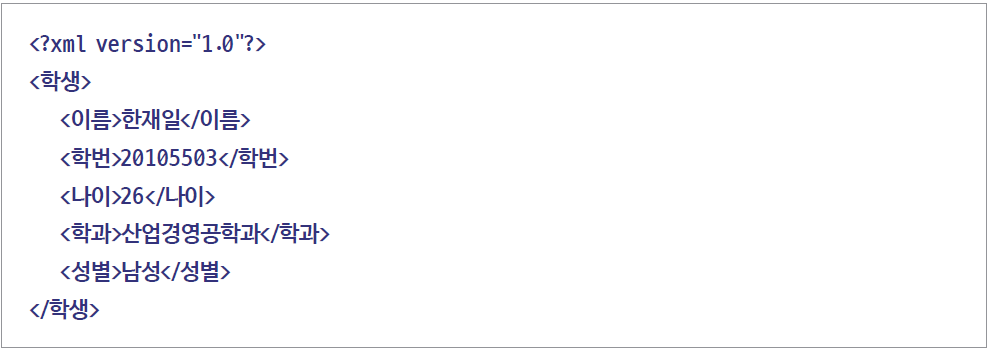 <?xml version="1.0"?>
<학생>
<이름>한재일</이름>
<학번>20105503</학번>
<나이>26</나이>
<학과>산업경영공학과</학과>
<성별>남성</성별>
</학생>